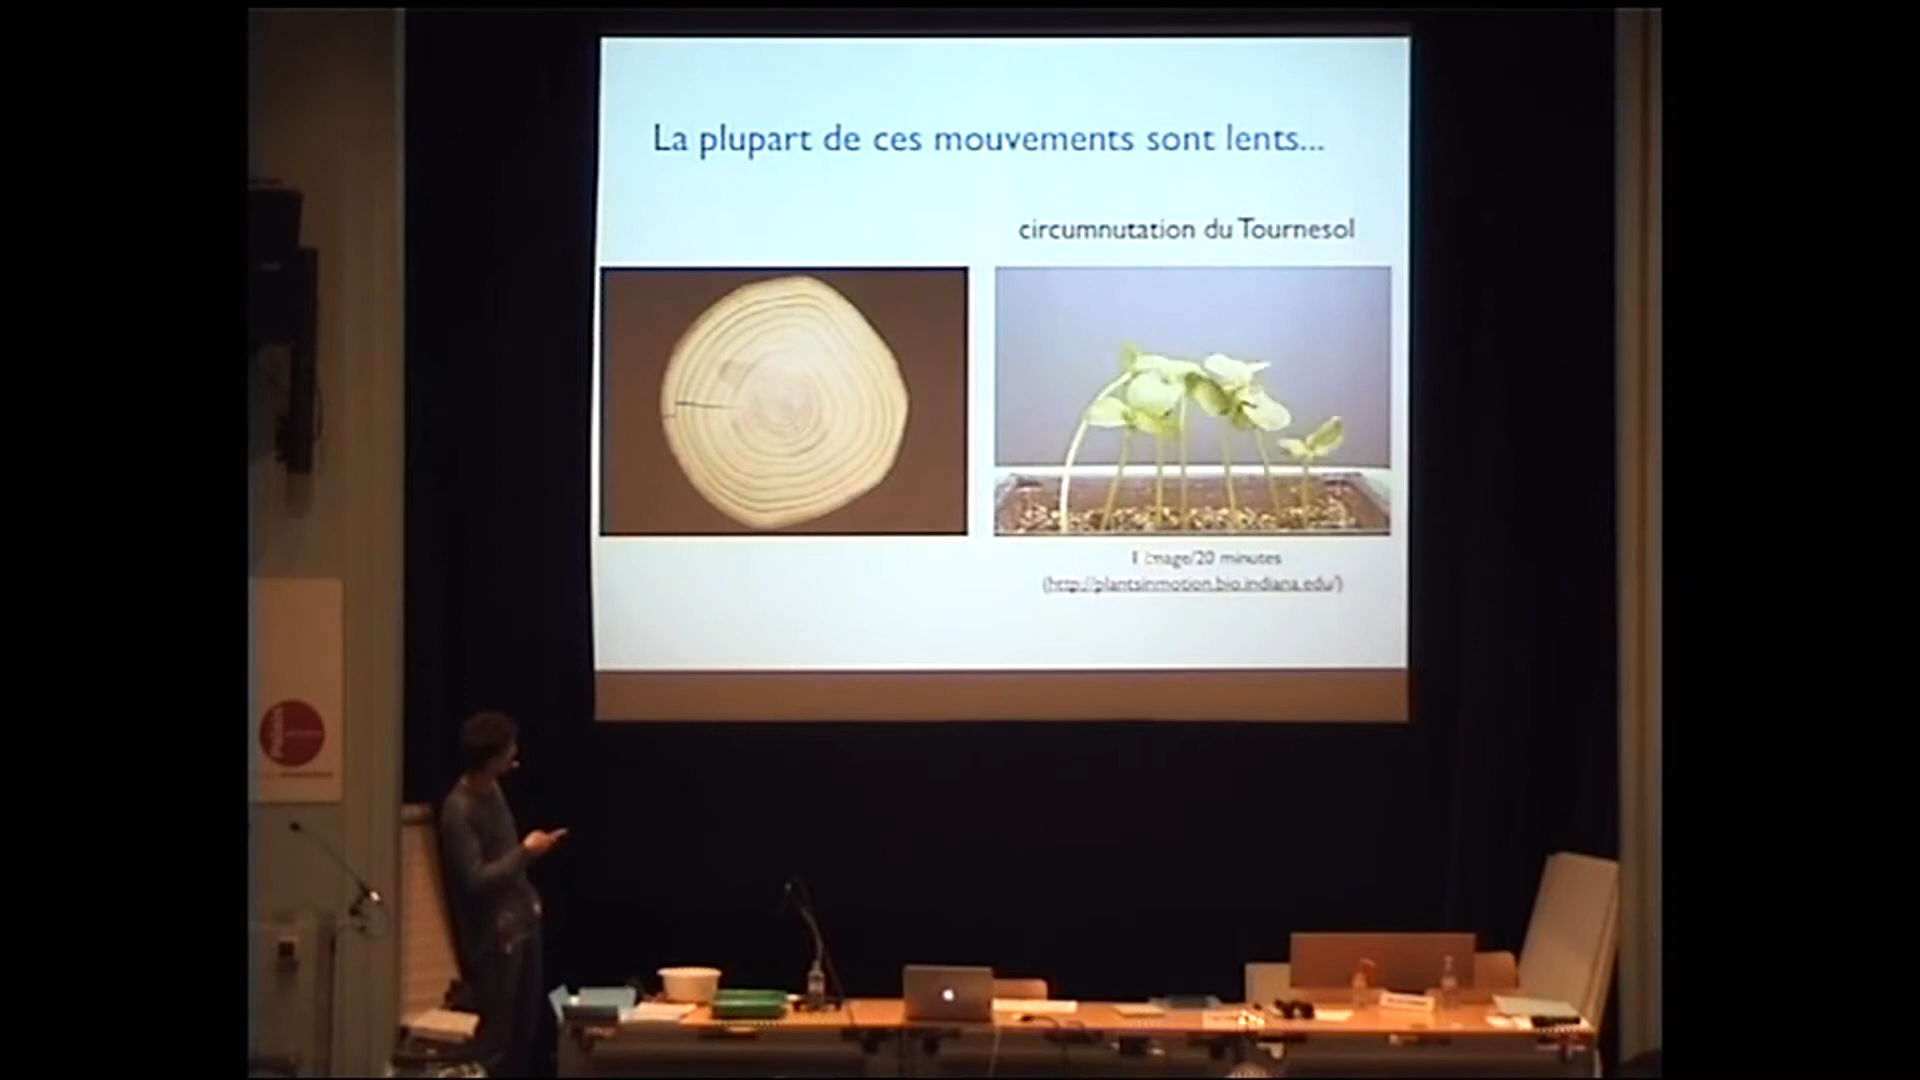 La plupart de ces mouvements sont lents...
circumnutation du Tournesol
1 image/20 minutes
(http://plantsinmotion.bio.indiana.edu/)